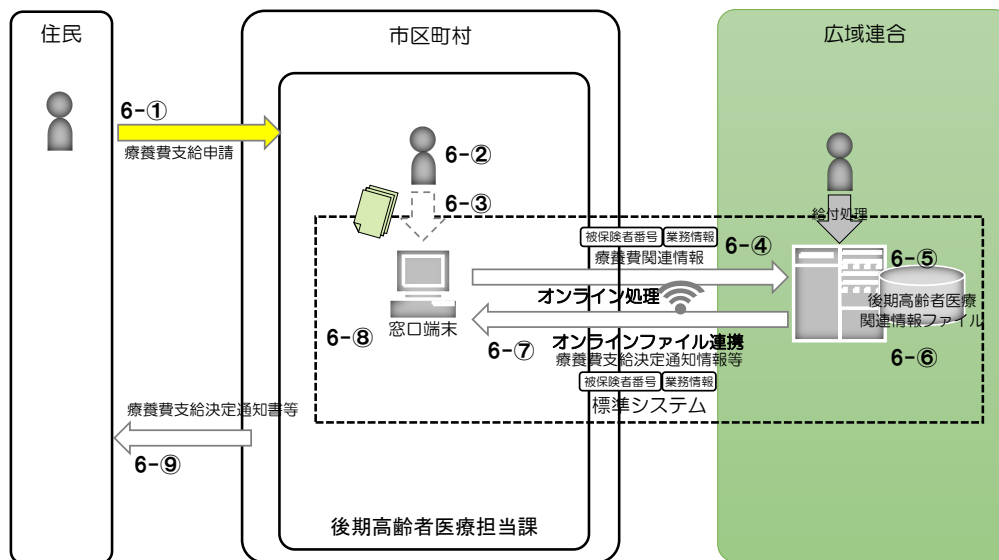 住民
市区町村
広域連合
6-①
療養費支給申請
6-②
6-③
給付処理
被保険者番号 業務情報
療養費関連情報
6-④
6-⑤
オンライン処理
後期高齢者医療
関連情報ファイル
窓口端末
6-⑧
6-⑦
オンラインファイル連携
療養費支給決定通知情報等
6-⑥
被保険者番号 業務情報
標準システム
療養費支給決定通知書等
6-⑨
後期高齢者医療担当課